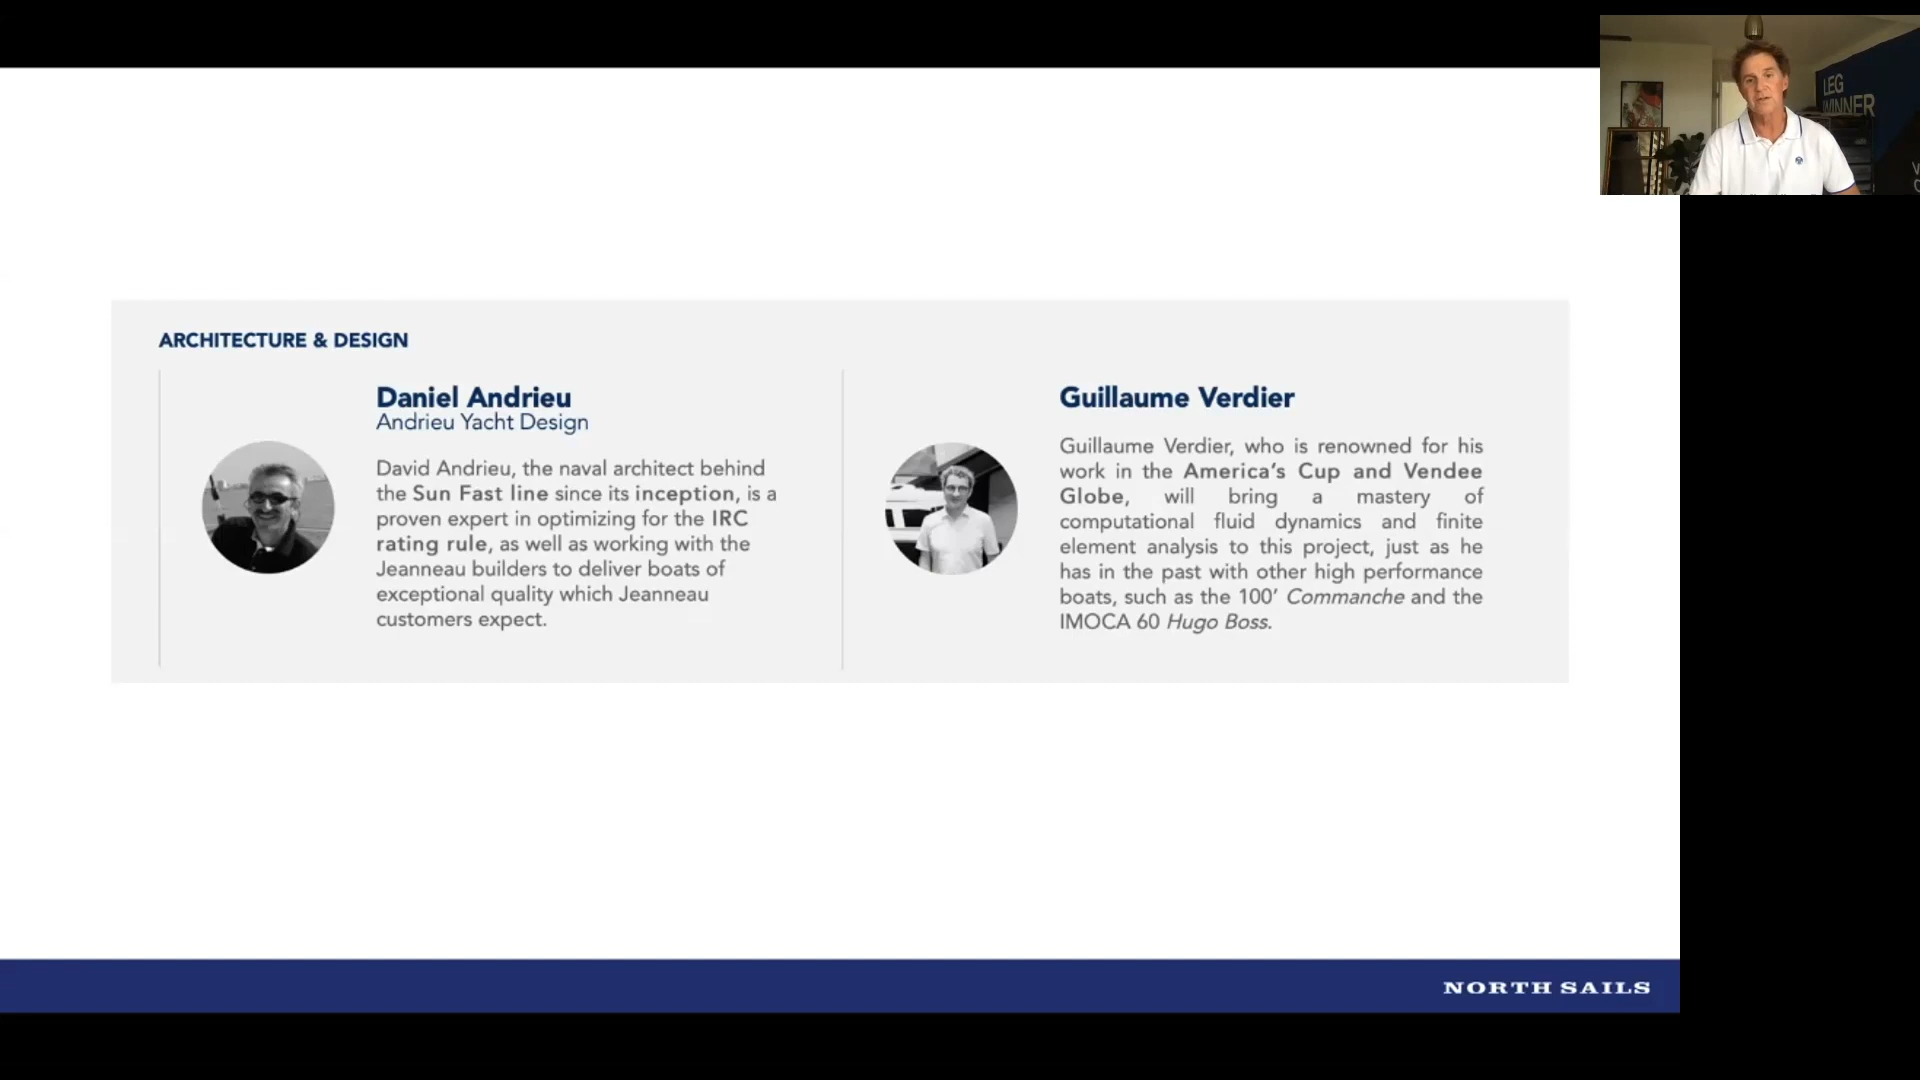 LEG
WINNER
ARCHITECTURE & DESIGN
Daniel Andrieu
Andrieu Yacht Design
David Andrieu, the naval architect behind
the Sun Fast line since its inception, is a
proven expert in optimizing for the IRC
rating rule, as well as working with the
Jeanneau builders to deliver boats of
exceptional quality which Jeanneau
customers expect.
Guillaume Verdier
Guillaume Verdier, who is renowned for his
work in the America's Cup and Vendee
Globe, will bring a mastery of
computational fluid dynamics and finite
element analysis to this project, just as he
has in the past with other high performance
boats, such as the 100' Commanche and the
IMOCA 60 Hugo Boss.
NORTH SAILS